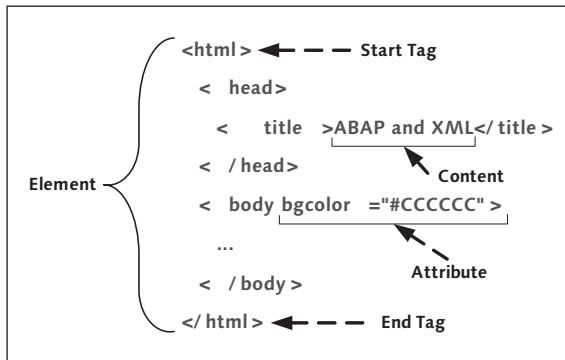 <html> Start Tag
< head>
< title >ABAP and XML</ title >
< / head>
Content
Element
< body bgcolor ="#CCCCCC" >
...
Attribute
< / body >
</ html> End Tag